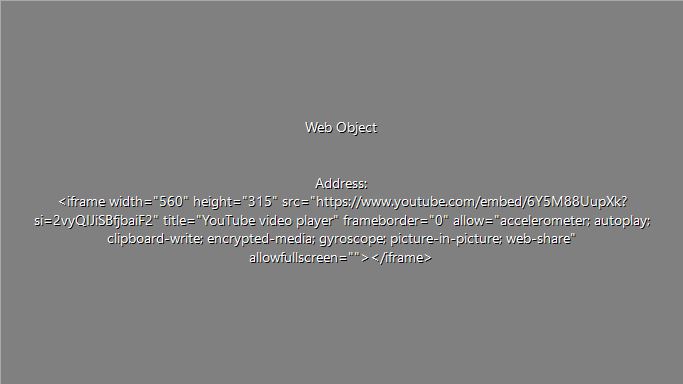 Web Object
Address:
<iframe width="560" height="315" src="https://www.youtube.com/embed/6Y5M88UupXk?
si=2vyQIJiSBfjbaiF2" title="YouTube video player" frameborder="0" allow="accelerometer; autoplay;
clipboard-write; encrypted-media; gyroscope; picture-in-picture; web-share"
allowfullscreen=""></iframe>